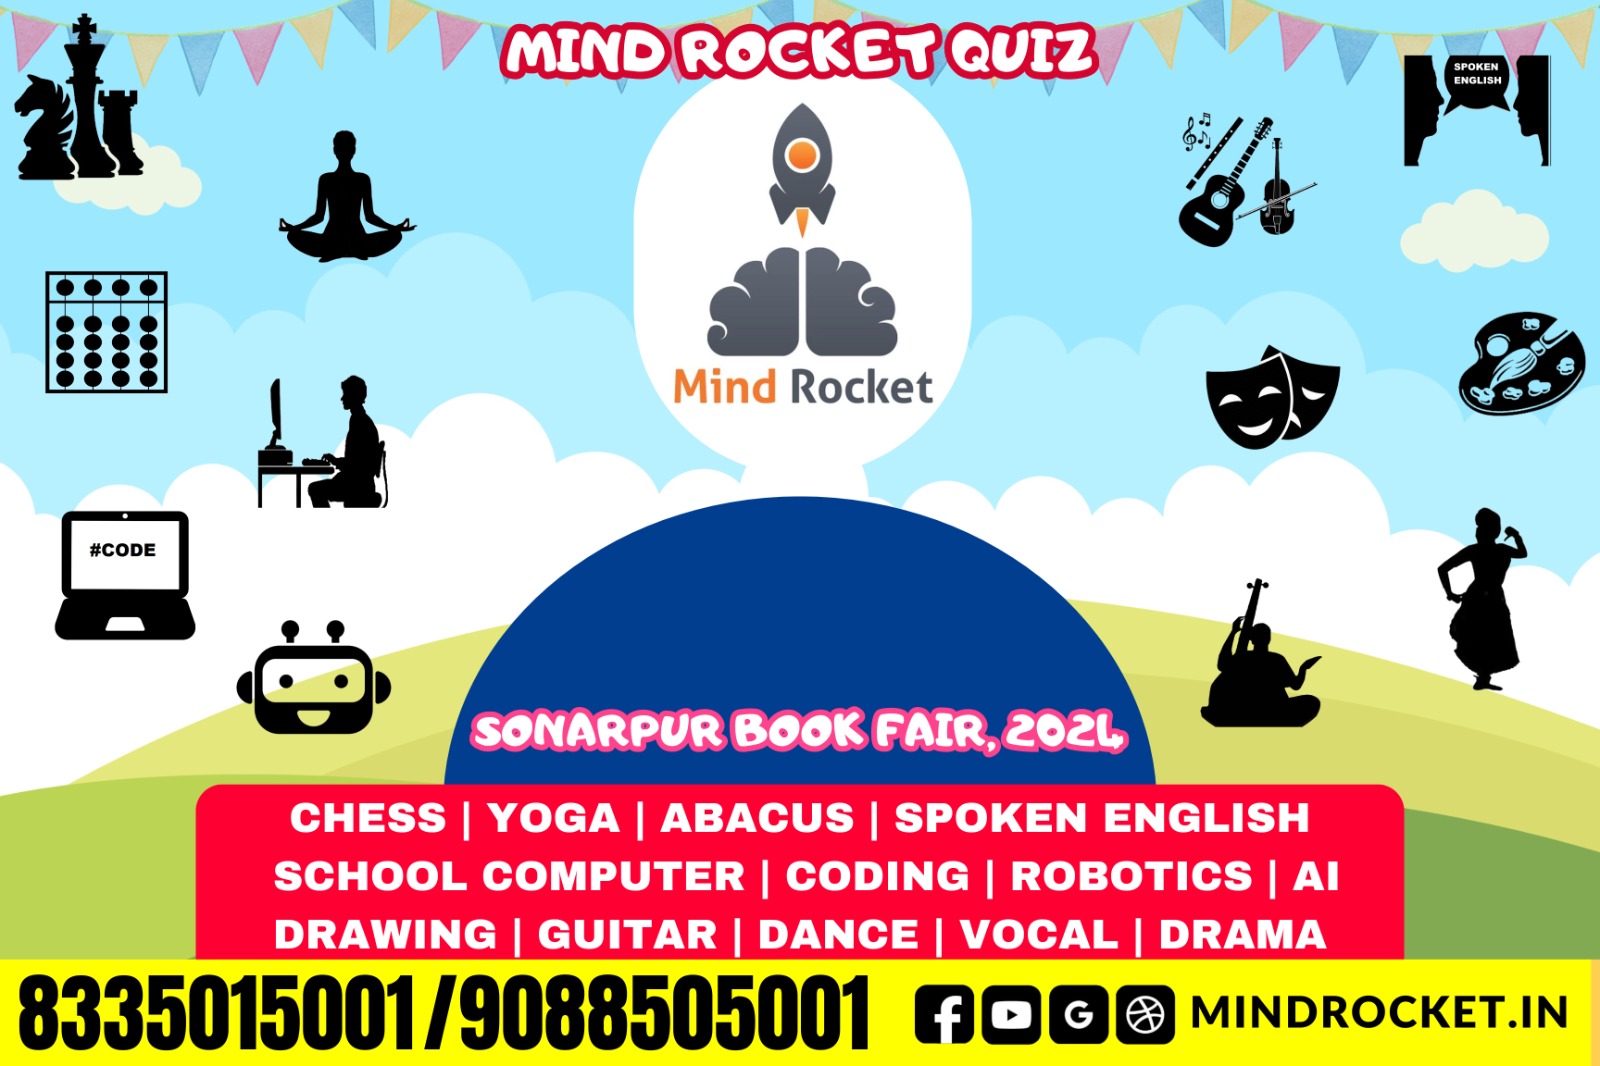 MIND ROCKET QUIZ
SPOKEN
ENGLISH
Mind Rocket
#CODE
SONARPUR BOOK FAIR, 2024
CHESS | YOGA | ABACUS | SPOKEN ENGLISH
SCHOOL COMPUTER | CODING | ROBOTICS | AI
DRAWING | GUITAR | DANCE | VOCAL | DRAMA
8335015001/9088505001 MINDROCKET.IN